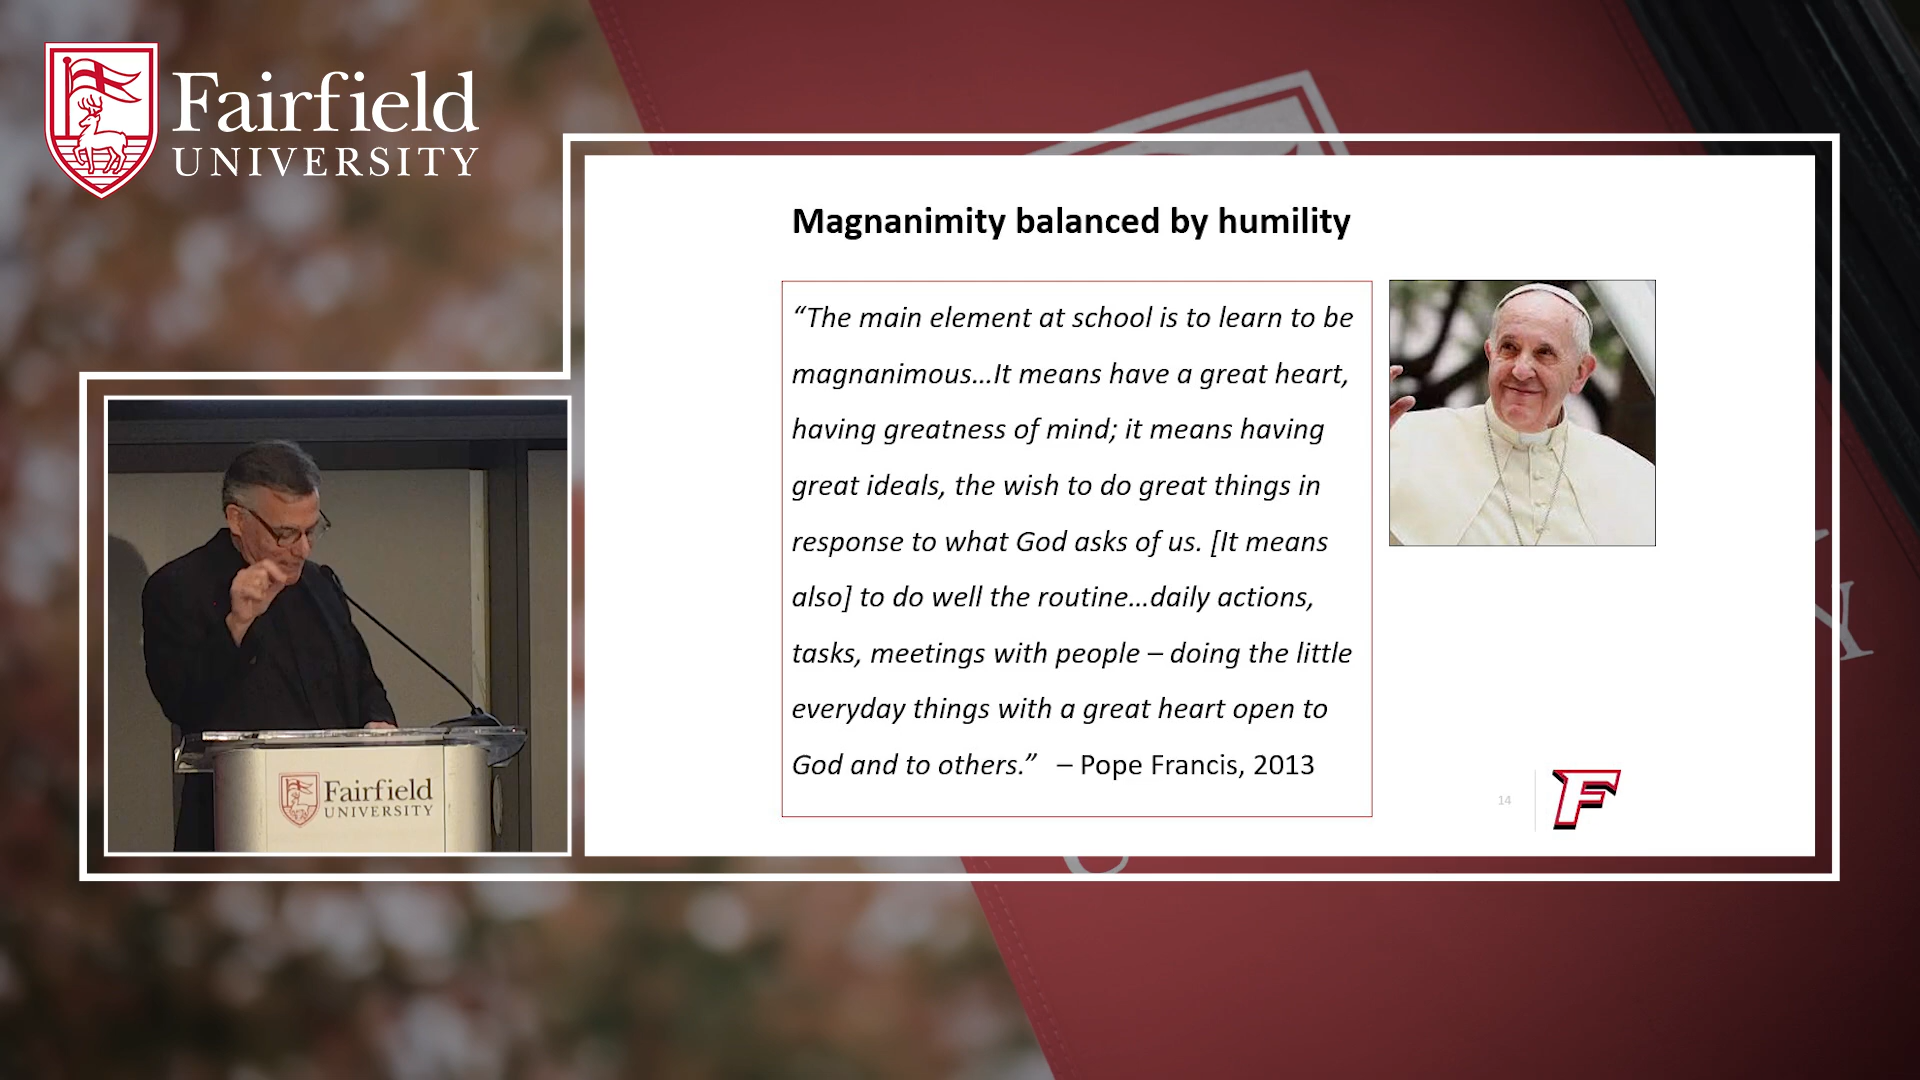 Fairfield
UNIVERSITY
Magnanimity balanced by humility
“The main element at school is to learn to be
magnanimous...It means have a great heart,
having greatness of mind; it means having
great ideals, the wish to do great things in
response to what God asks of us. [It means
also] to do well the routine...daily actions,
tasks, meetings with people – doing the little
everyday things with a great heart open to
God and to others.” – Pope Francis, 2013
14
F
Fairfield
UNIVERSITY